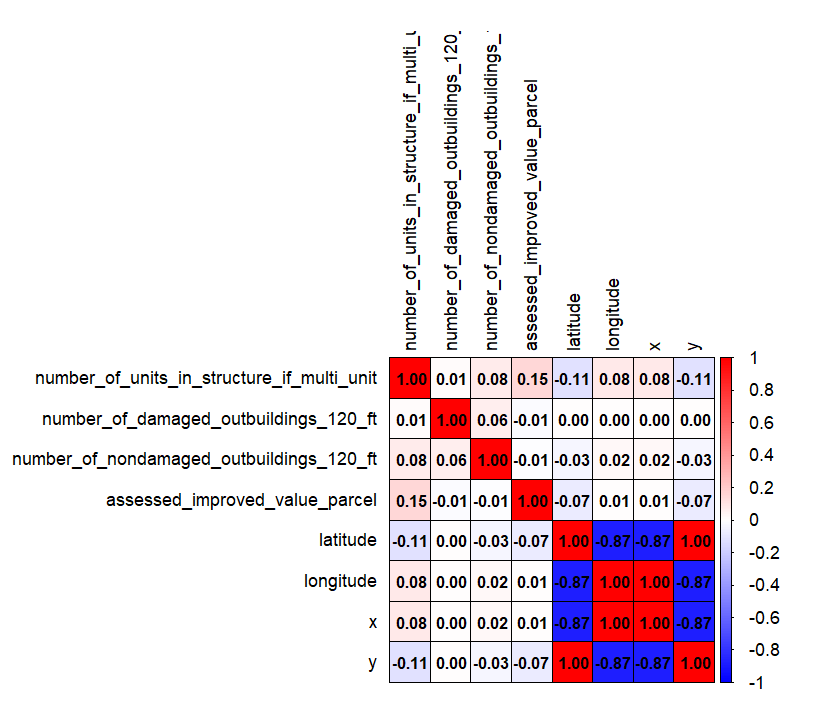 number_of_units_in_structure_if_multi_u
number_of_damaged_outbuildings_120_
number_of_nondamaged_outbuildings_
assessed_improved_value_parcel
latitude
longitude
x
y
number_of_units_in_structure_if_multi_unit 1.00 0.01 0.08 0.15 -0.11 0.08 0.08 -0.11
number_of_damaged_outbuildings_120_ft 0.01 1.00 0.06 -0.01 0.00 0.00 0.00 0.00
number_of_nondamaged_outbuildings_120_ft 0.08 0.06 1.00 -0.01 -0.03 0.02 0.02 -0.03
assessed_improved_value_parcel 0.15 -0.01 -0.01 1.00 -0.07 0.01 0.01 -0.07
latitude -0.11 0.00 -0.03 -0.07 1.00 -0.87 -0.87 1.00
longitude 0.08 0.00 0.02 0.01 -0.87 1.00 1.00 -0.87
x 0.08 0.00 0.02 0.01 -0.87 1.00 1.00 -0.87
y -0.11 0.00 -0.03 -0.07 1.00 -0.87 -0.87 1.00
1
0.8
0.6
0.4
0.2
0
-0.2
-0.4
-0.6
-0.8
-1